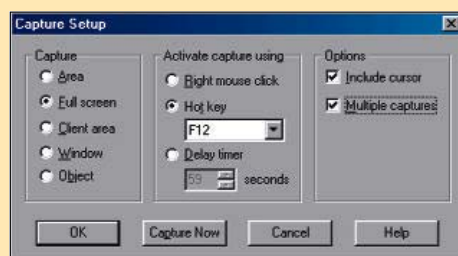 Capture Setup
Capture
Area
Full screen
Client area
Window
Object
Activate capture using
Right mouse click
Hot key
F12
Delay timer
59 seconds
Options
Include cursor
Multiple captures
OK
Capture Now
Cancel
Help